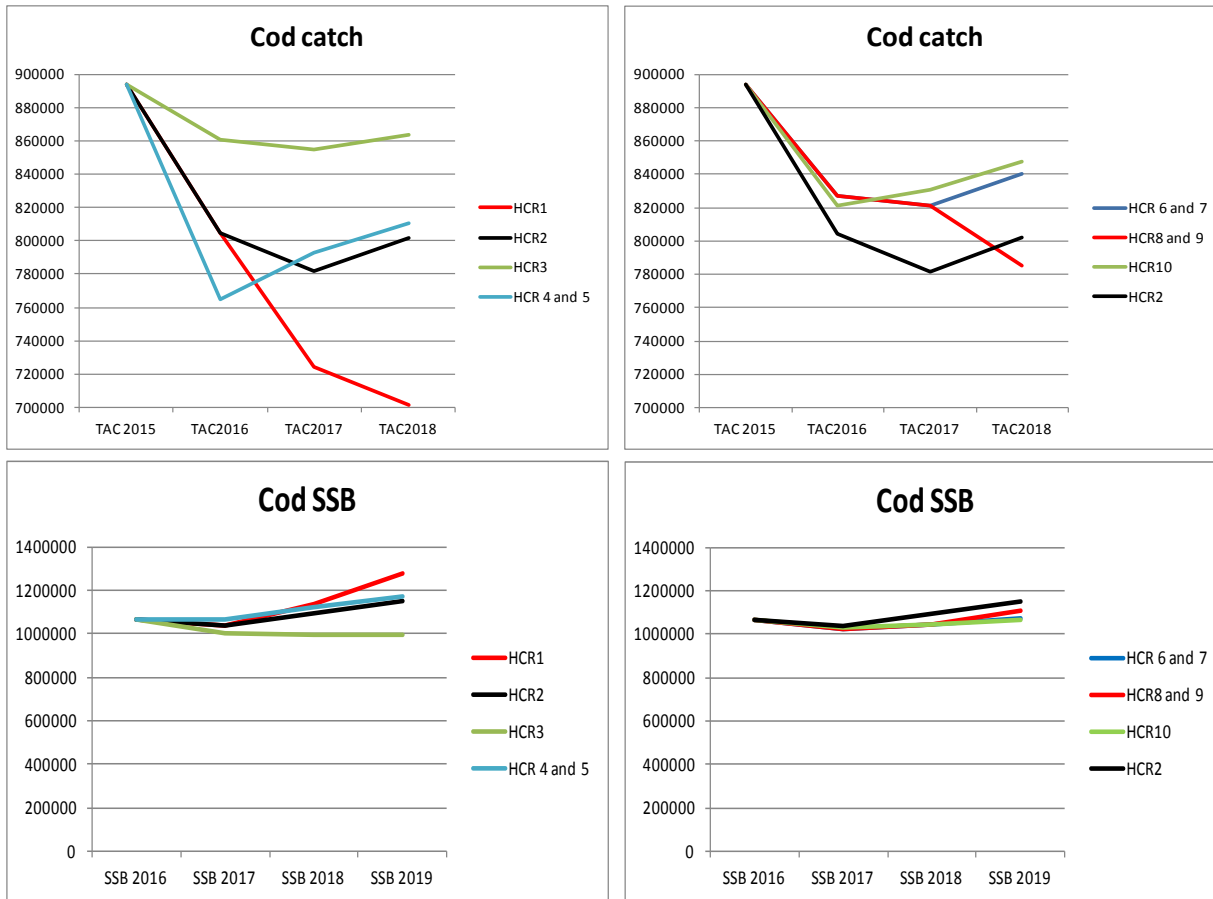 Cod catch
900000
880000
860000
840000
820000
800000
780000
760000
740000
720000
700000
TAC 2015 TAC2016 TAC2017 TAC2018
HCR1
HCR2
HCR3
HCR 4 and 5
Cod catch
900000
880000
860000
840000
820000
800000
780000
760000
740000
720000
700000
TAC 2015 TAC2016 TAC2017 TAC2018
HCR 6 and 7
HCR8 and 9
HCR10
HCR2
Cod SSB
1400000
1200000
1000000
800000
600000
400000
200000
0
SSB 2016 SSB 2017 SSB 2018 SSB 2019
HCR1
HCR2
HCR3
HCR 4 and 5
Cod SSB
1400000
1200000
1000000
800000
600000
400000
200000
0
SSB 2016 SSB 2017 SSB 2018 SSB 2019
HCR 6 and 7
HCR8 and 9
HCR10
HCR2